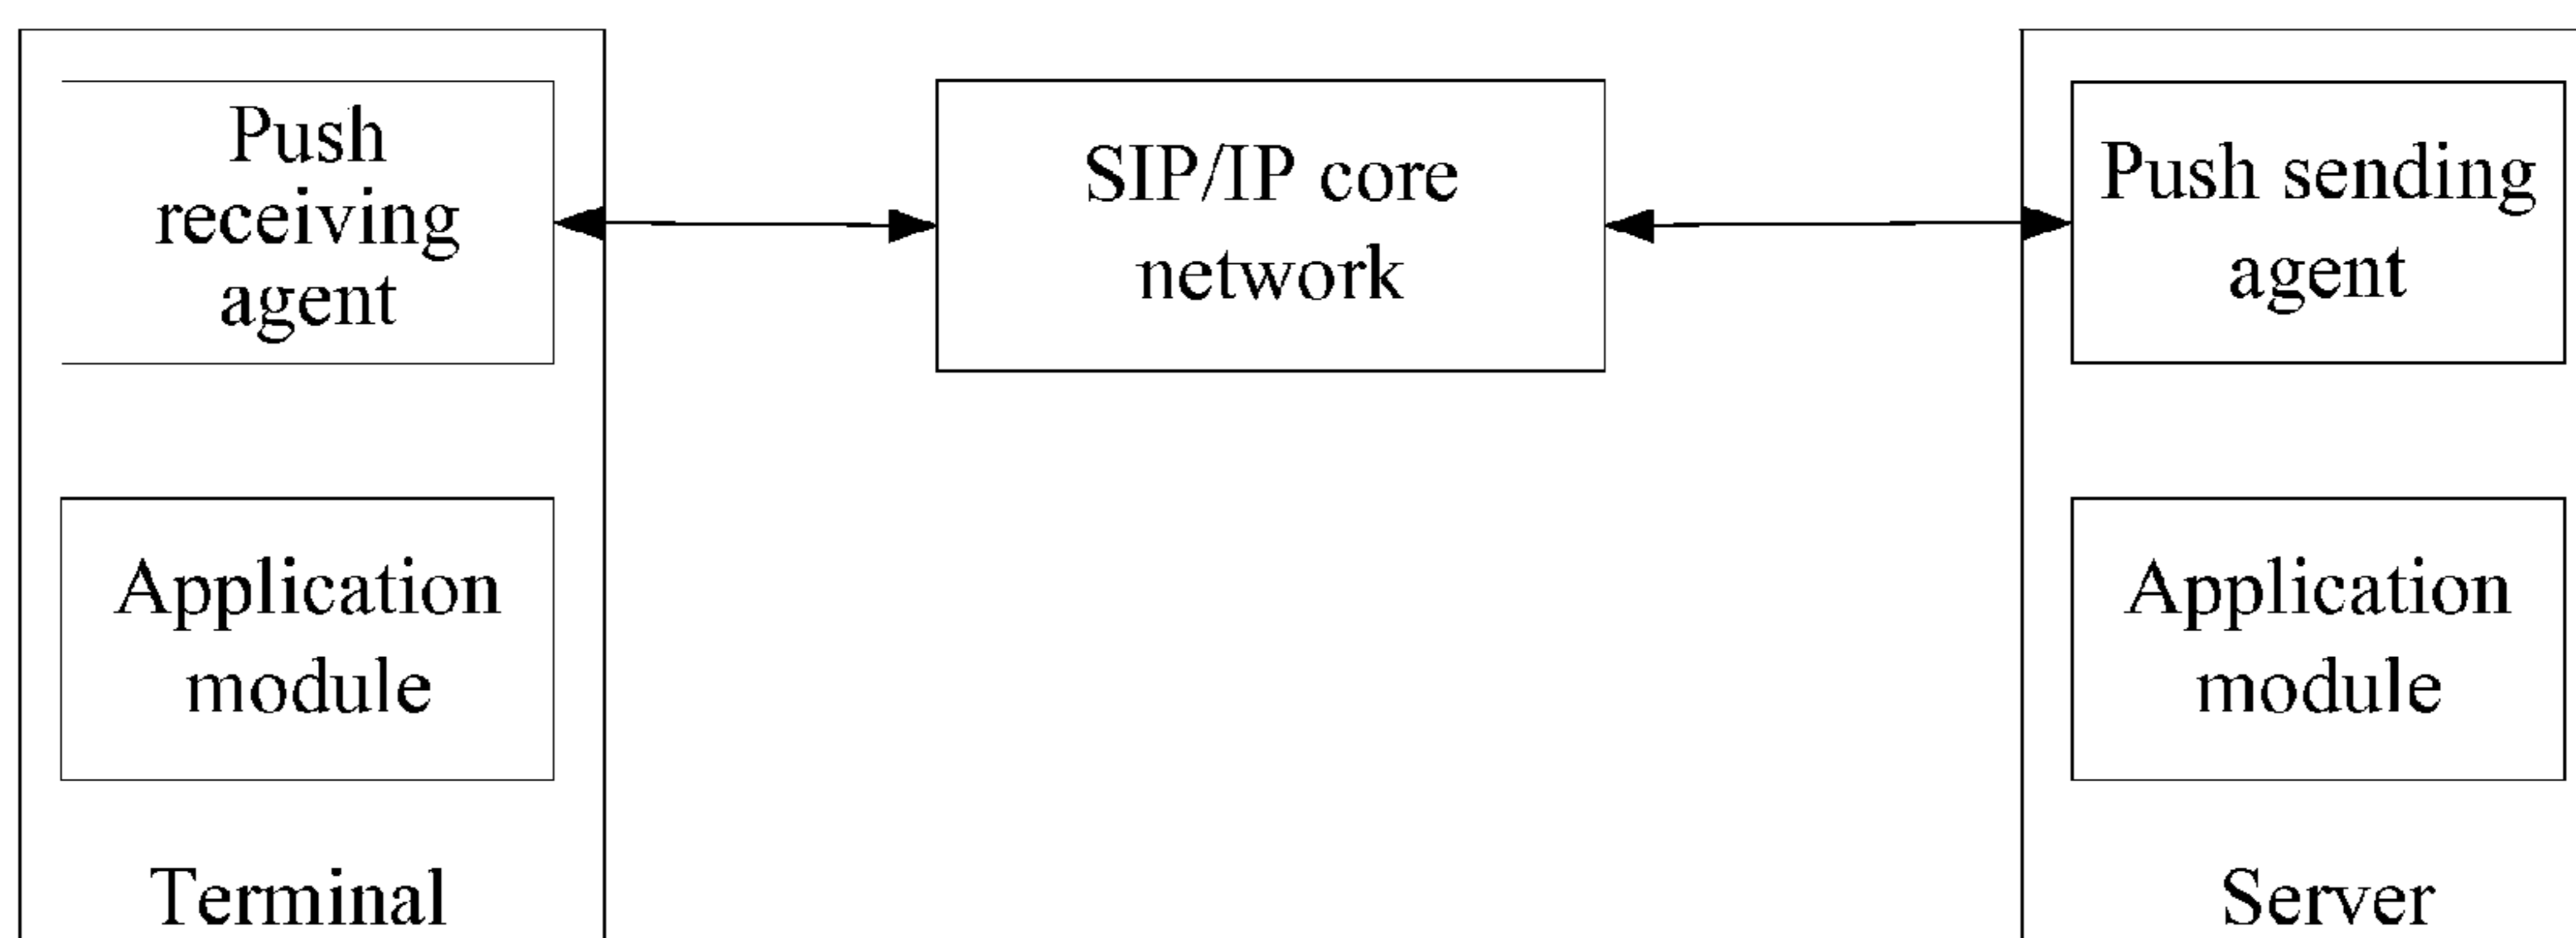 Push
receiving
agent
SIP/IP core
network
Push sending
agent
Application
module
Application
module
Terminal
Server